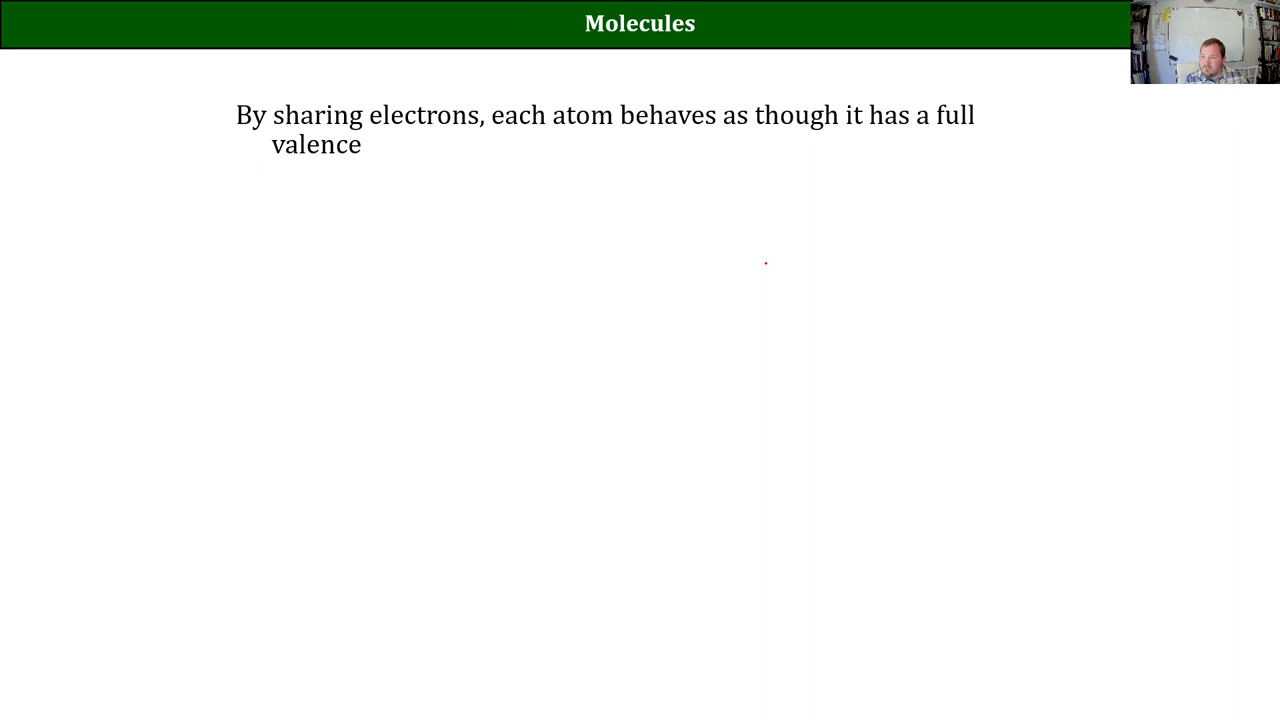 Molecules
By sharing electrons, each atom behaves as though it has a full
valence